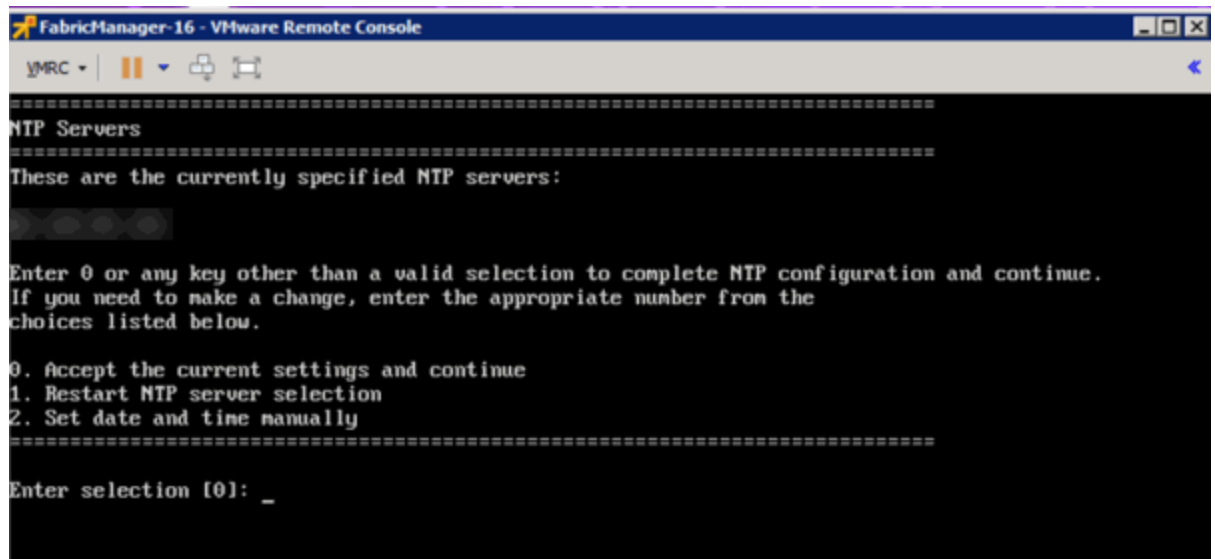 FabricManager-16 - VMware Remote Console
VMRC
===========================================================================
NTP Servers
===========================================================================
These are the currently specified NTP servers:
Enter 0 or any key other than a valid selection to complete NTP configuration and continue.
If you need to make a change, enter the appropriate number from the
choices listed below.
0. Accept the current settings and continue
1. Restart NTP server selection
2. Set date and time manually
===========================================================================
Enter selection [0]: _